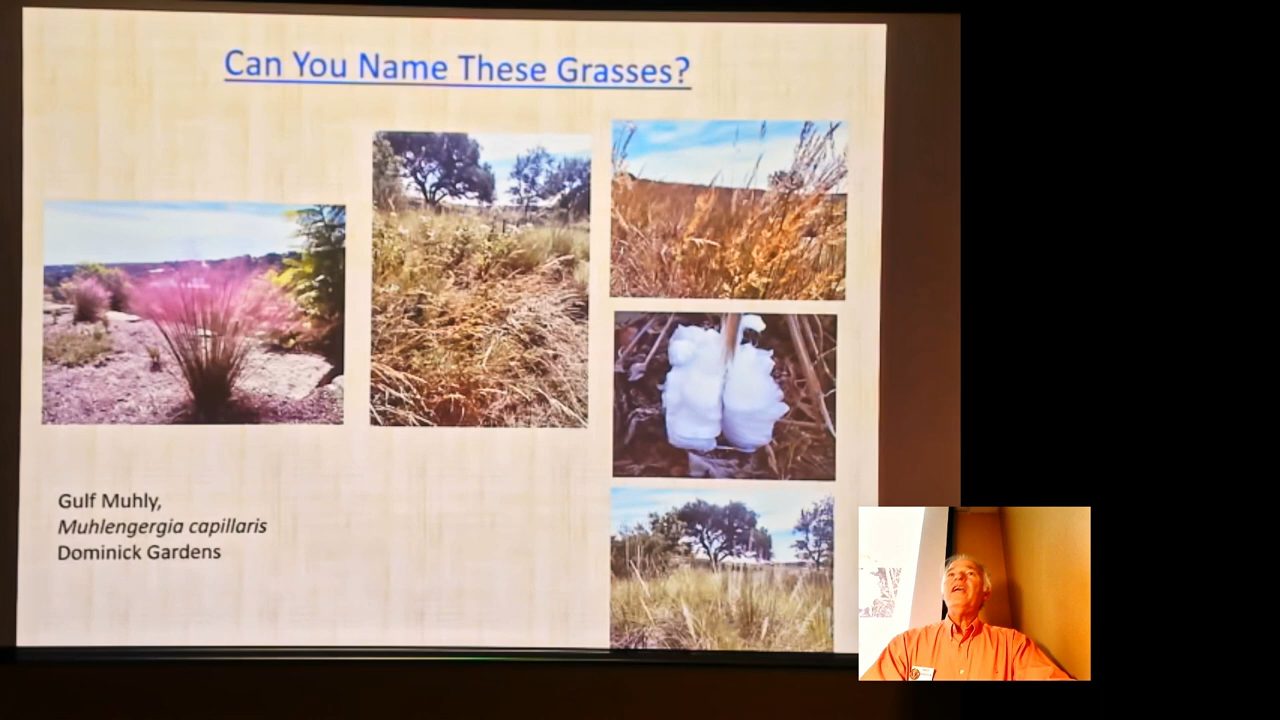 Can You Name These Grasses?
Gulf Muhly,
Muhlengergia capillaris
Dominick Gardens